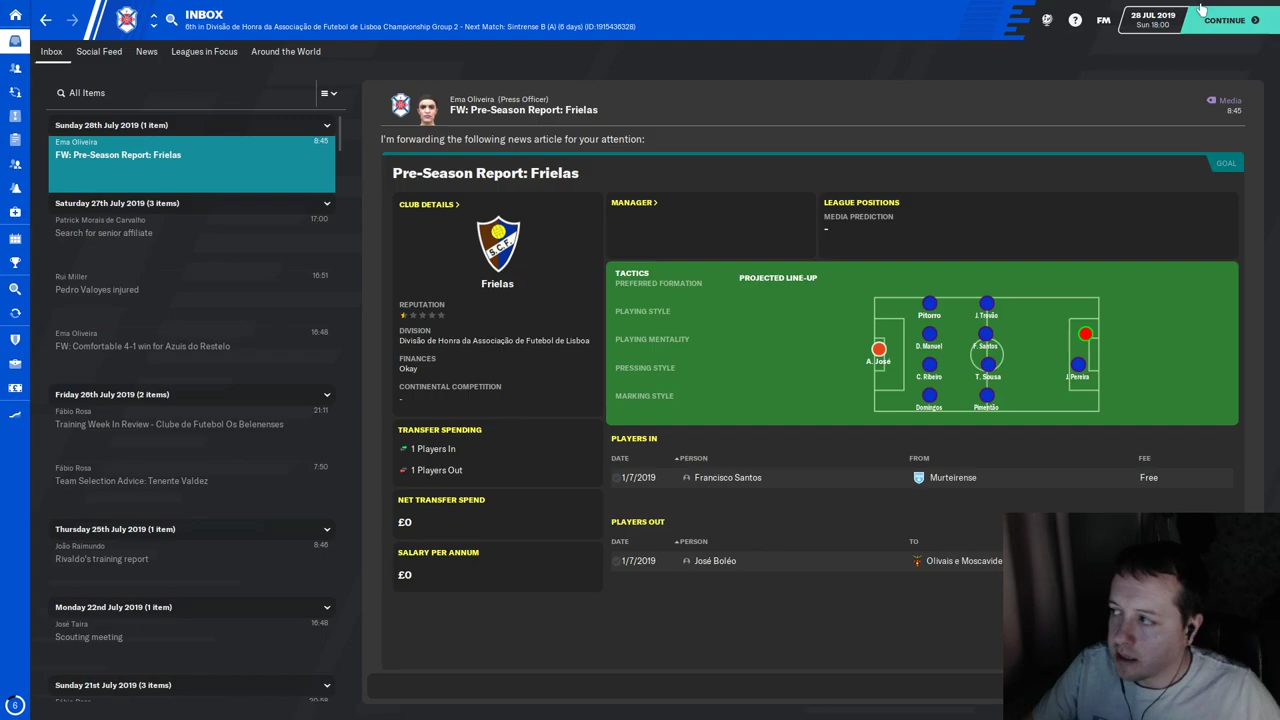 INBOX
6th in Divisão de Honra da Associação de Futebol de Lisboa Championship Group 2 - Next Match: Sintrense B (A) (6 days) (ID:1915436328)
FM
28 JUL 2019
Sun 18:00
CONTINUE
Inbox Social Feed News Leagues in Focus Around the World
All Items
Sunday 28th July 2019 (1 item)
Ema Oliveira 8:45
FW: Pre-Season Report: Frielas
Saturday 27th July 2019 (3 items)
Patrick Morais de Carvalho 17:00
Search for senior affiliate
Rui Miller 16:51
Pedro Valoyes injured
Ema Oliveira 16:48
FW: Comfortable 4-1 win for Azuis do Restelo
Friday 26th July 2019 (2 items)
Fábio Rosa 21:11
Training Week In Review - Clube de Futebol Os Belenenses
Fábio Rosa 7:50
Team Selection Advice: Tenente Valdez
Thursday 25th July 2019 (1 item)
João Raimundo 8:46
Rivaldo's training report
Monday 22nd July 2019 (1 item)
José Taira 16:48
Scouting meeting
Sunday 21st July 2019 (3 items)
6
Ema Oliveira (Press Officer)
FW: Pre-Season Report: Frielas
Media
8:45
I'm forwarding the following news article for your attention:
GOAL
Pre-Season Report: Frielas
CLUB DETAILS >
S.C.F.
Frielas
REPUTATION
DIVISION
Divisão de Honra da Associação de Futebol de Lisboa
FINANCES
Okay
CONTINENTAL COMPETITION
-
TRANSFER SPENDING
1 Players In
1 Players Out
NET TRANSFER SPEND
£0
SALARY PER ANNUM
£0
MANAGER >
LEAGUE POSITIONS
MEDIA PREDICTION
-
TACTICS
PREFERRED FORMATION
PLAYING STYLE
PLAYING MENTALITY
PRESSING STYLE
MARKING STYLE
PROJECTED LINE-UP
Pitorro J. Trovão
D. Manuel F. Santos
A. José
C. Ribeiro T. Sousa J. Pereira
Domingos Pimentão
PLAYERS IN
DATE PERSON FROM FEE
1/7/2019 Francisco Santos Murteirense Free
PLAYERS OUT
DATE PERSON TO
1/7/2019 José Boléo Olivais e Moscavide